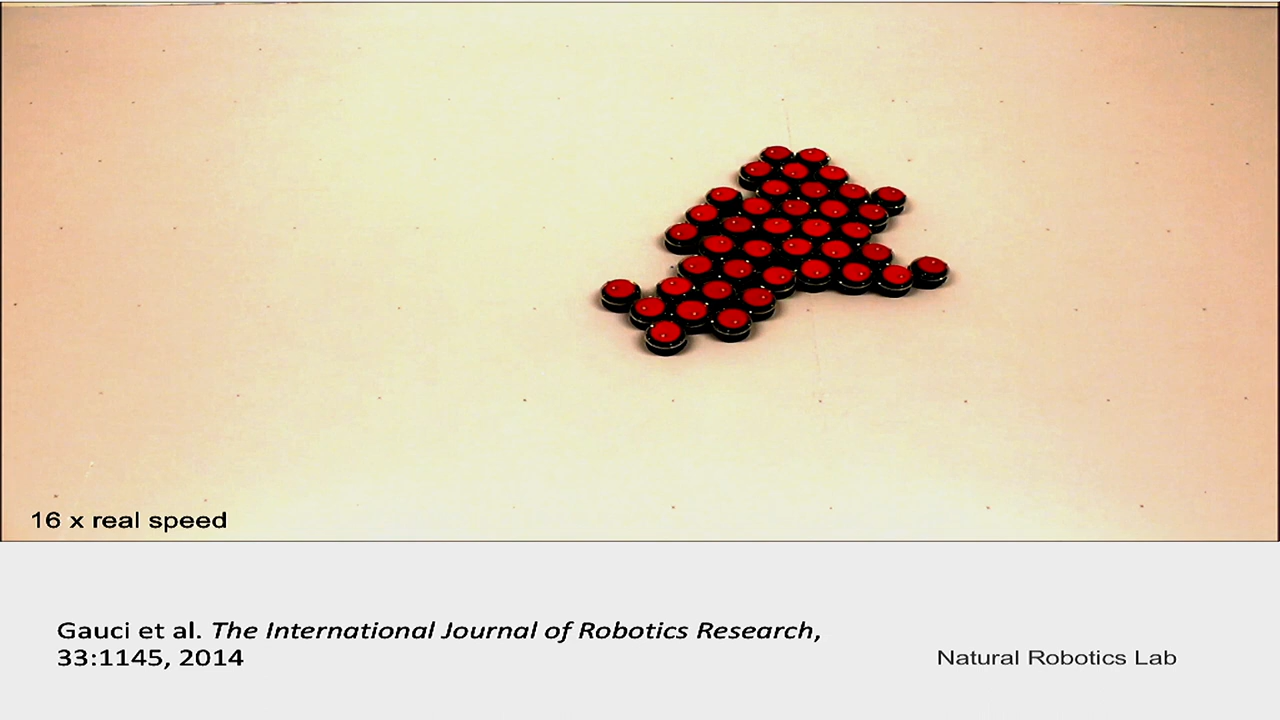 16 x real speed
Gauci et al. The International Journal of Robotics Research,
33:1145, 2014
Natural Robotics Lab